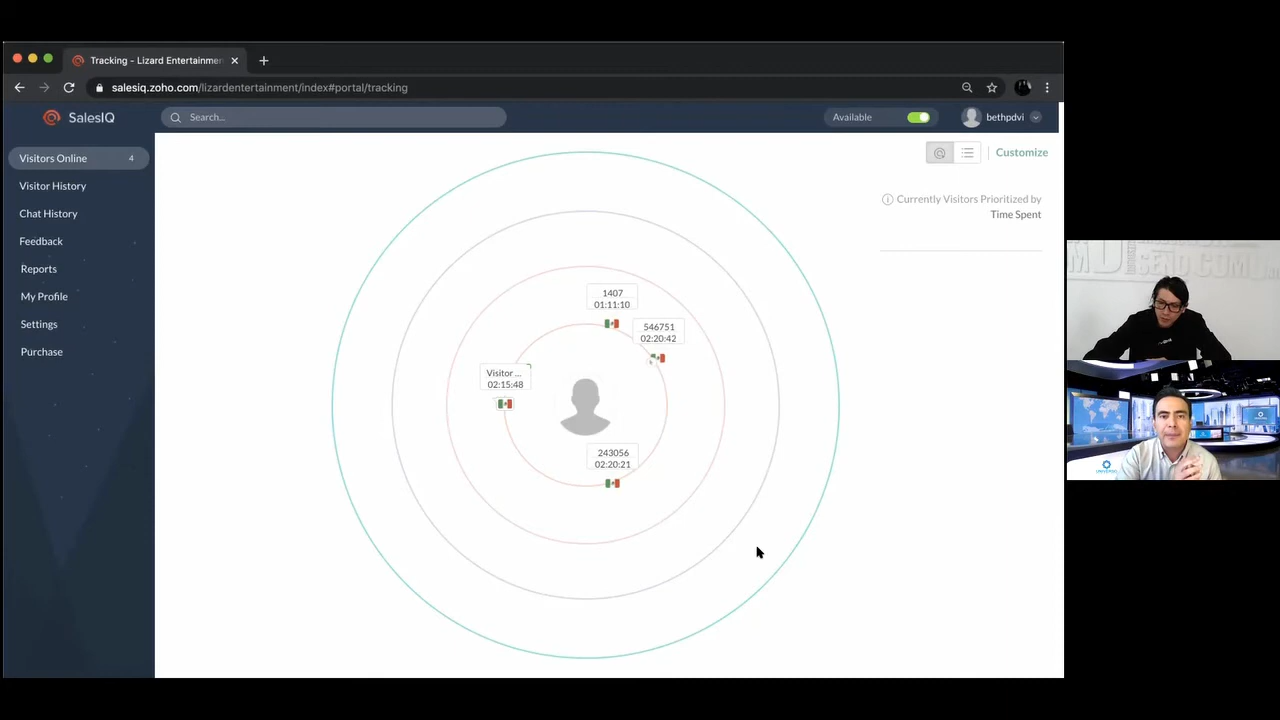 Tracking - Lizard Entertainmen
salesiq.zoho.com/lizardentertainment/index#portal/tracking
SalesIQ
Search...
Available
bethpdvi
Visitors Online 4
Visitor History
Chat History
Feedback
Reports
My Profile
Settings
Purchase
Customize
Currently Visitors Prioritized by
Time Spent
1407
01:11:10
546751
02:20:42
Visitor ...
02:15:48
243056
02:20:21
SEÑO COM